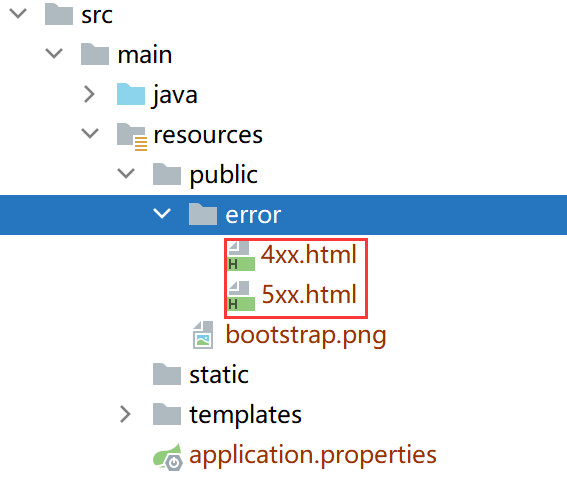 src
main
java
resources
public
error
4xx.html
5xx.html
bootstrap.png
static
templates
application.properties